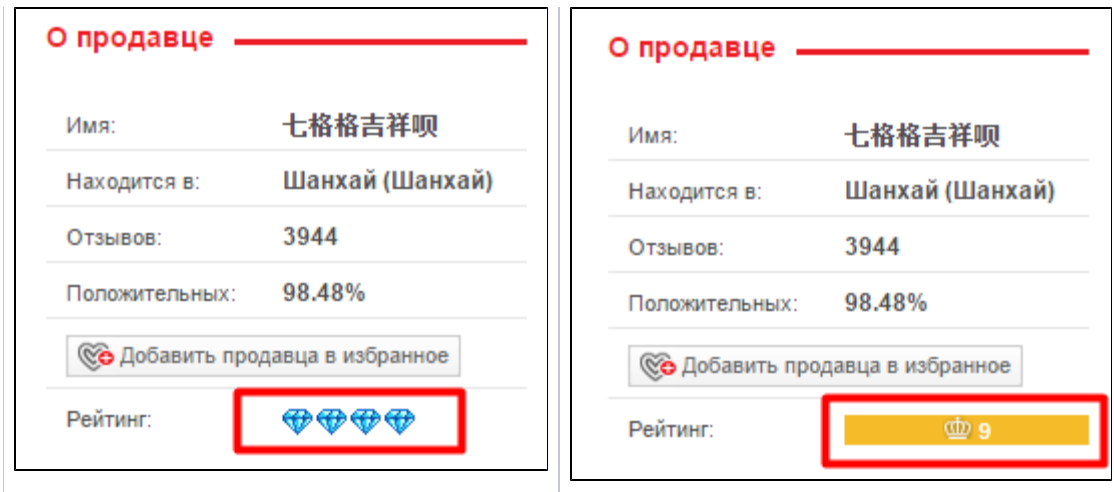 О продавце
Имя: 七格格吉祥呗
Находится в: Шанхай (Шанхай)
Отзывов: 3944
Положительных: 98.48%
Добавить продавца в избранное
Рейтинг:
О продавце
Имя: 七格格吉祥呗
Находится в: Шанхай (Шанхай)
Отзывов: 3944
Положительных: 98.48%
Добавить продавца в избранное
Рейтинг: 9